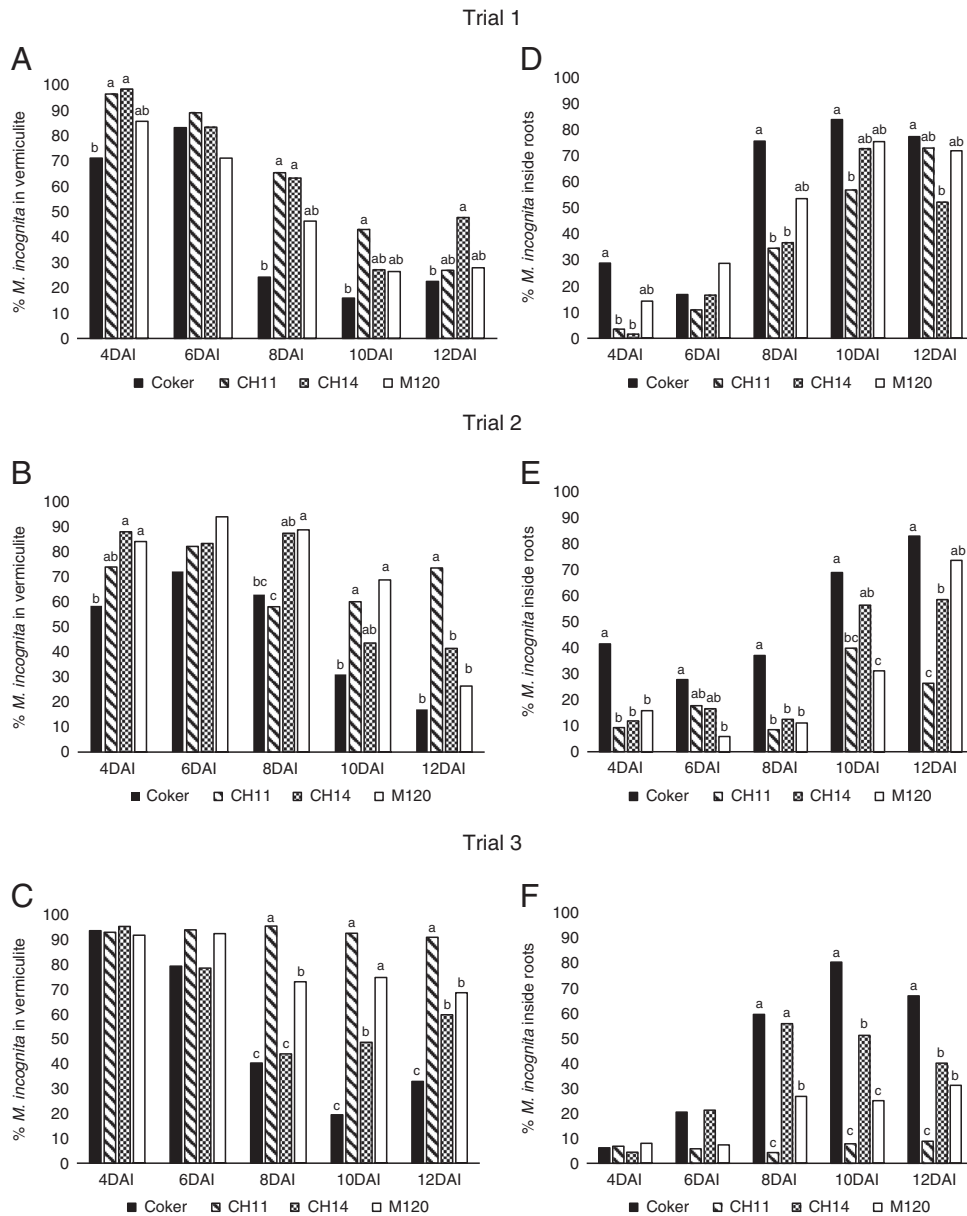 Trial 1
A
% M. incognita in vermiculite
100
90
80
70
60
50
40
30
20
10
0
b a a ab
b a a ab
b a ab ab
b ab a ab
4DAI 6DAI 8DAI 10DAI 12DAI
Coker CH11 CH14 M120
D
% M. incognita inside roots
100
90
80
70
60
50
40
30
20
10
0
a b b ab
a b b ab
a b ab ab
a ab b ab
4DAI 6DAI 8DAI 10DAI 12DAI
Coker CH11 CH14 M120
Trial 2
B
% M. incognita in vermiculite
100
90
80
70
60
50
40
30
20
10
0
b ab a a
bc c ab a
b a ab a
b a b b
4DAI 6DAI 8DAI 10DAI 12DAI
Coker CH11 CH14 M120
E
% M. incognita inside roots
100
90
80
70
60
50
40
30
20
10
0
a b b b
a ab ab b
a b b b
a bc ab c
a c b ab
4DAI 6DAI 8DAI 10DAI 12DAI
Coker CH11 CH14 M120
Trial 3
C
% M. incognita in vermiculite
100
90
80
70
60
50
40
30
20
10
0
c a c b
c a b a
c a b b
4DAI 6DAI 8DAI 10DAI 12DAI
Coker CH11 CH14 M120
F
% M. incognita inside roots
100
90
80
70
60
50
40
30
20
10
0
a c a b
a c b c
a c b b
4DAI 6DAI 8DAI 10DAI 12DAI
Coker CH11 CH14 M120